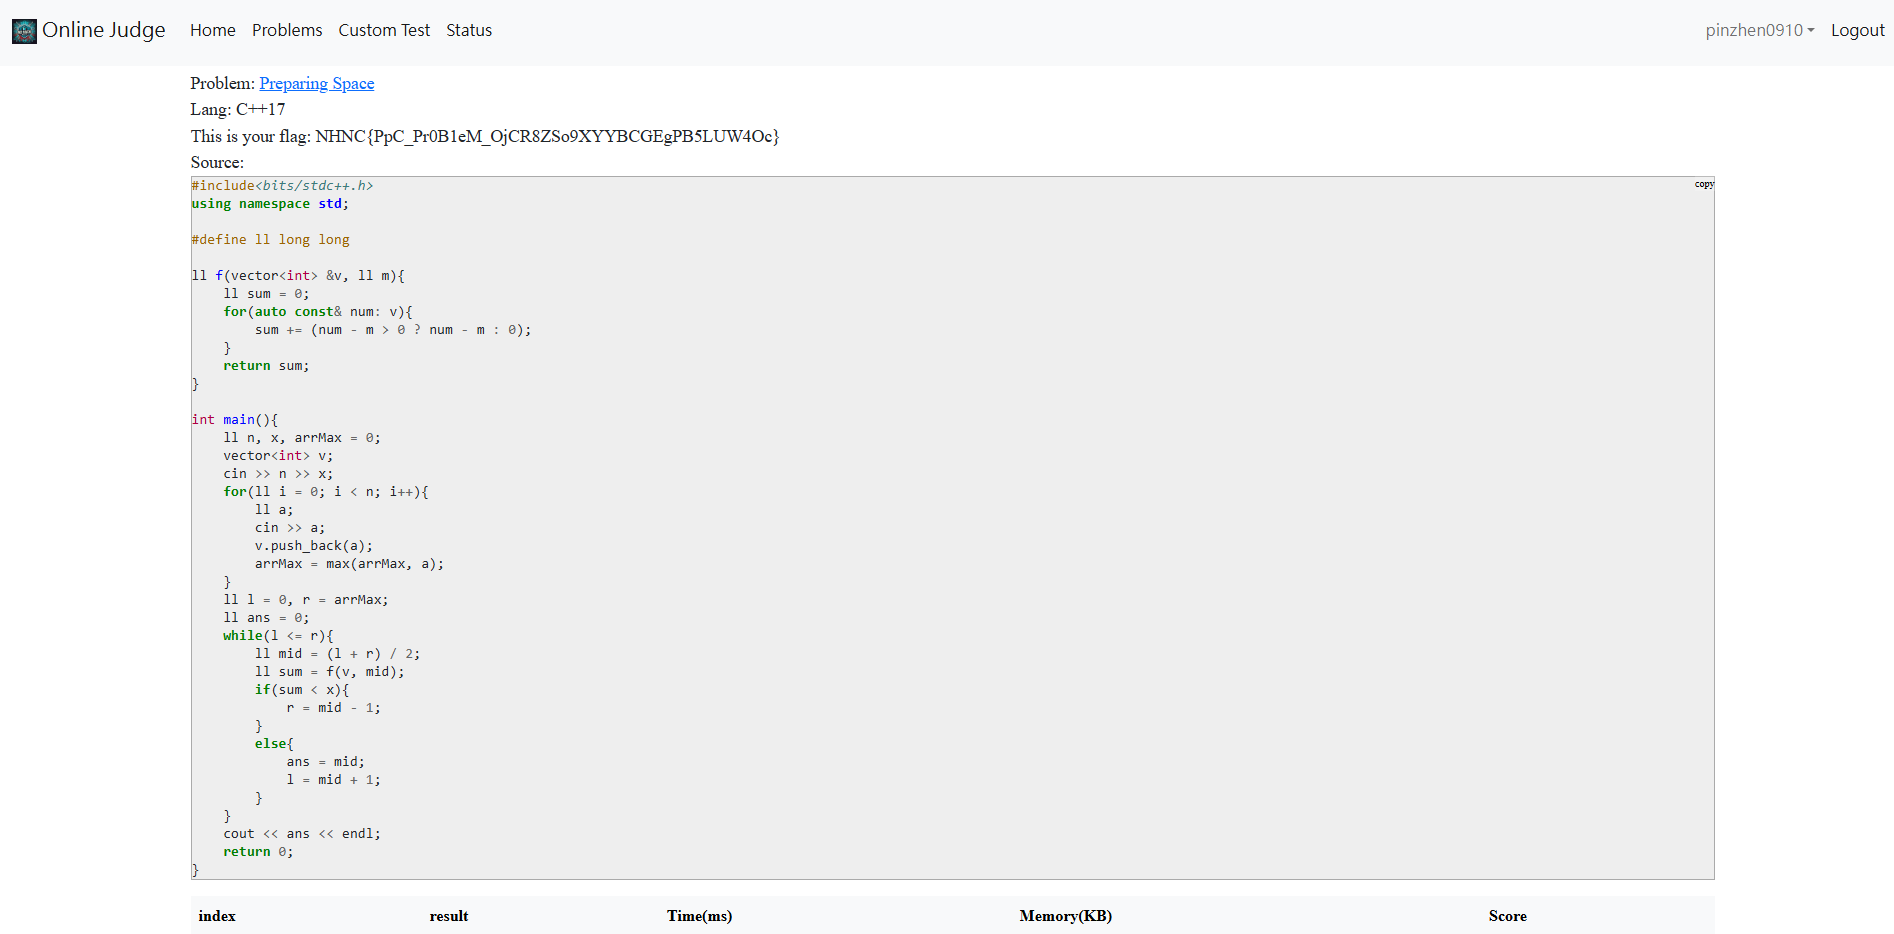 Online Judge Home Problems Custom Test Status pinzhen0910 Logout
Problem: Preparing Space
Lang: C++17
This is your flag: NHNC{PpC_Pr0B1eM_OjCR8ZSo9XYYBCGEgPB5LUW4Oc}
Source:
copy
#include<bits/stdc++.h>
using namespace std;

#define ll long long

ll f(vector<int> &v, ll m){
    ll sum = 0;
    for(auto const& num: v){
        sum += (num - m > 0 ? num - m : 0);
    }
    return sum;
}

int main(){
    ll n, x, arrMax = 0;
    vector<int> v;
    cin >> n >> x;
    for(ll i = 0; i < n; i++){
        ll a;
        cin >> a;
        v.push_back(a);
        arrMax = max(arrMax, a);
    }
    ll l = 0, r = arrMax;
    ll ans = 0;
    while(l <= r){
        ll mid = (l + r) / 2;
        ll sum = f(v, mid);
        if(sum < x){
            r = mid - 1;
        }
        else{
            ans = mid;
            l = mid + 1;
        }
    }
    cout << ans << endl;
    return 0;
}
index result Time(ms) Memory(KB) Score